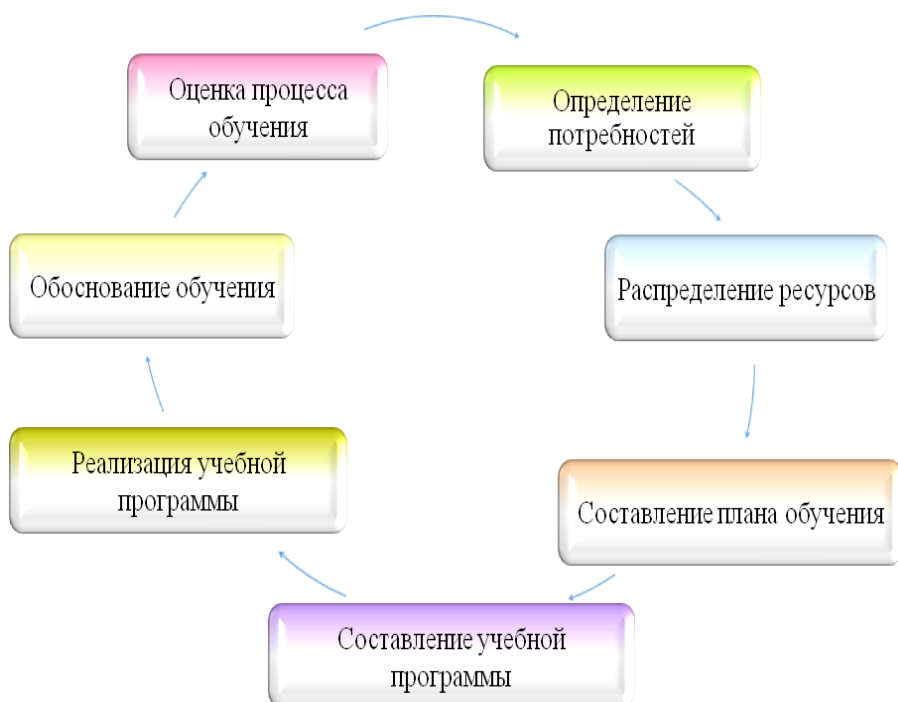 Оценка процесса
обучения
Определение
потребностей
Обоснование обучения
Распределение ресурсов
Реализация учебной
программы
Составление плана обучения
Составление учебной
программы